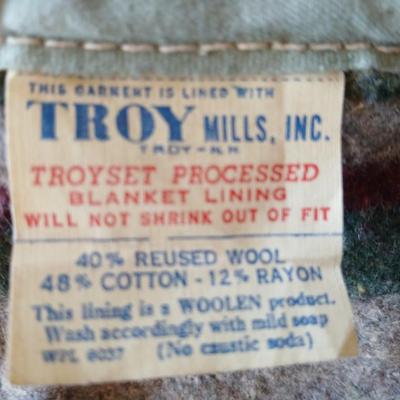 THIS GARMENT IS LINED WITH
TROY MILLS, INC.
TROY - N.H.
TROYSET PROCESSED
BLANKET LINING
WILL NOT SHRINK OUT OF FIT
40% REUSED WOOL
48% COTTON - 12% RAYON
This lining is a WOOLEN product.
Wash accordingly with mild soap
WPL 6037 (No caustic soda)